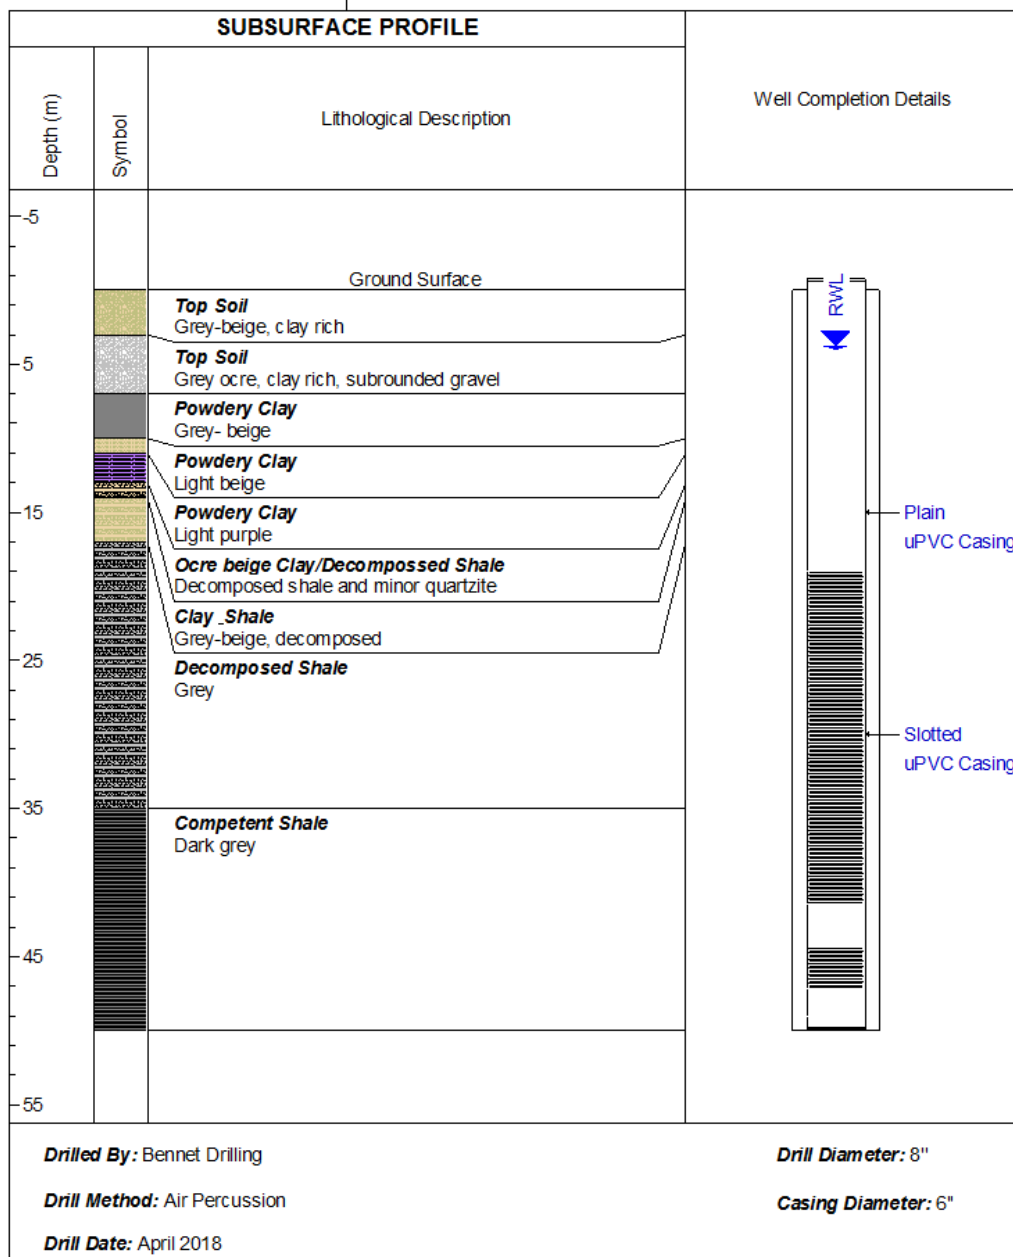 SUBSURFACE PROFILE
Depth (m)
Symbol
Lithological Description
Well Completion Details
-5
Ground Surface
RWL
Top Soil
Grey-beige, clay rich
Top Soil
5
Grey ocre, clay rich, subrounded gravel
Powdery Clay
Grey- beige
Powdery Clay
Light beige
Powdery Clay
15
Plain
Light purple
uPVC Casing
Ocre beige Clay/Decompossed Shale
Decomposed shale and minor quartzite
Clay _Shale
Grey-beige, decomposed
25
Decomposed Shale
Grey
Slotted
uPVC Casing
35
Competent Shale
Dark grey
45
55
Drilled By: Bennet Drilling
Drill Diameter: 8"
Drill Method: Air Percussion
Casing Diameter: 6"
Drill Date: April 2018